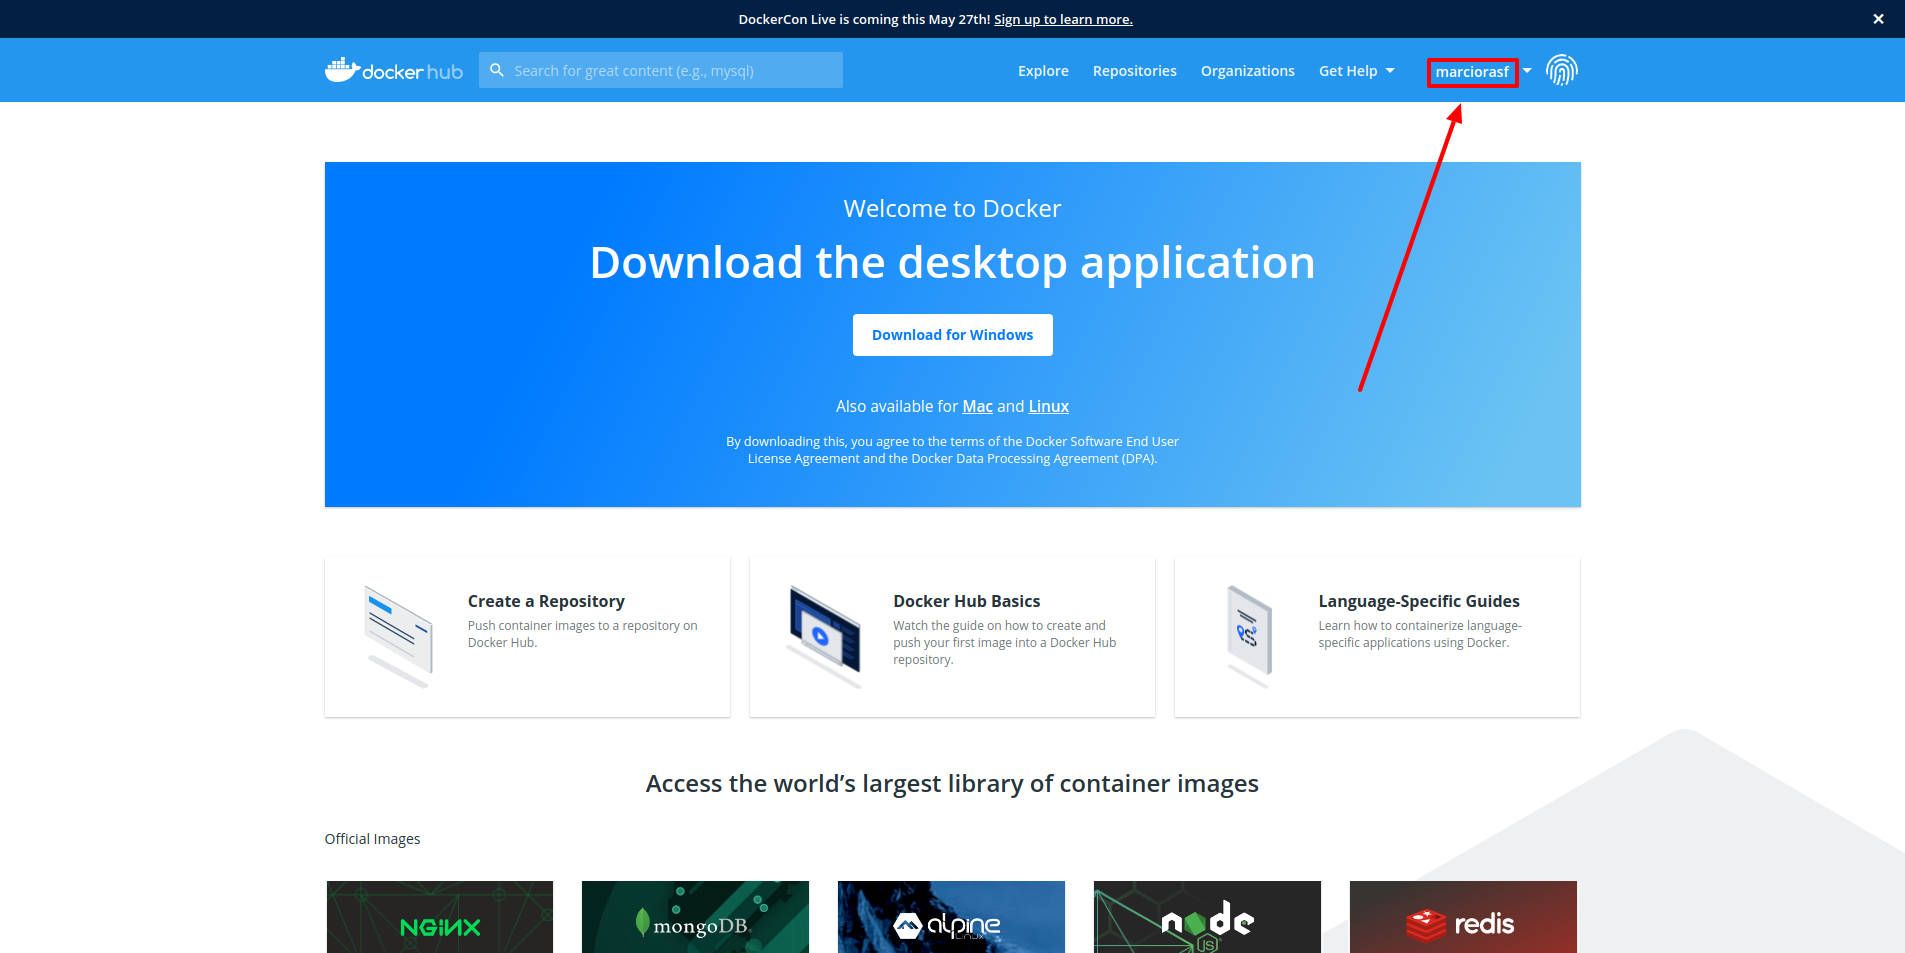 DockerCon Live is coming this May 27th! Sign up to learn more.
docker hub
Search for great content (e.g., mysql)
Explore
Repositories
Organizations
Get Help
marciorasf
Welcome to Docker
Download the desktop application
Download for Windows
Also available for Mac and Linux
By downloading this, you agree to the terms of the Docker Software End User
License Agreement and the Docker Data Processing Agreement (DPA).
Create a Repository
Push container images to a repository on
Docker Hub.
Docker Hub Basics
Watch the guide on how to create and
push your first image into a Docker Hub
repository.
Language-Specific Guides
Learn how to containerize language-
specific applications using Docker.
Access the world’s largest library of container images
Official Images
NGiNX
mongoDB.
alpine
LINUX
node
JS
redis